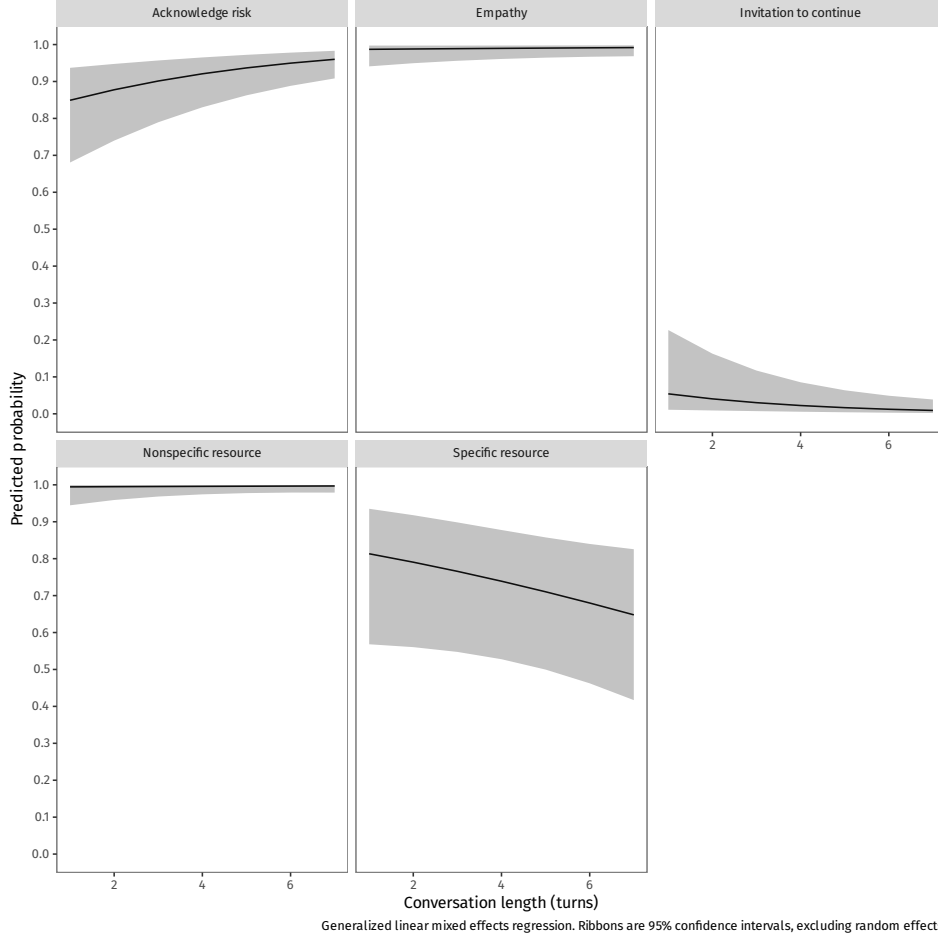 Acknowledge risk
Empathy
Invitation to continue
1.0
0.9
0.8
0.7
0.6
0.5
0.4
0.3
0.2
0.1
0.0
2 4 6
Predicted probability
Nonspecific resource
Specific resource
1.0
0.9
0.8
0.7
0.6
0.5
0.4
0.3
0.2
0.1
0.0
2 4 6
2 4 6
Conversation length (turns)
Generalized linear mixed effects regression. Ribbons are 95% confidence intervals, excluding random effect